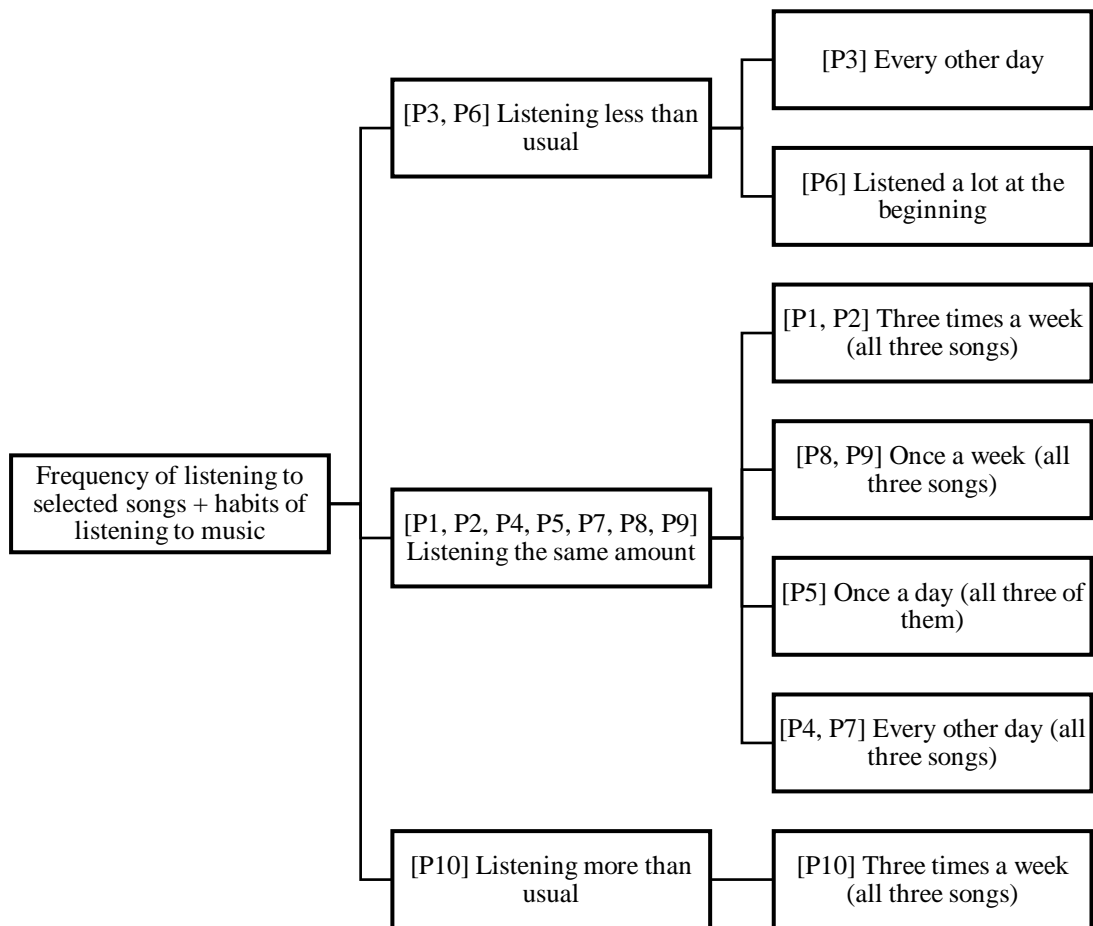 Frequency of listening to
selected songs + habits of
listening to music
[P3, P6] Listening less than
usual
[P3] Every other day
[P6] Listened a lot at the
beginning
[P1, P2, P4, P5, P7, P8, P9]
Listening the same amount
[P1, P2] Three times a week
(all three songs)
[P8, P9] Once a week (all
three songs)
[P5] Once a day (all three of
them)
[P4, P7] Every other day (all
three songs)
[P10] Listening more than
usual
[P10] Three times a week
(all three songs)